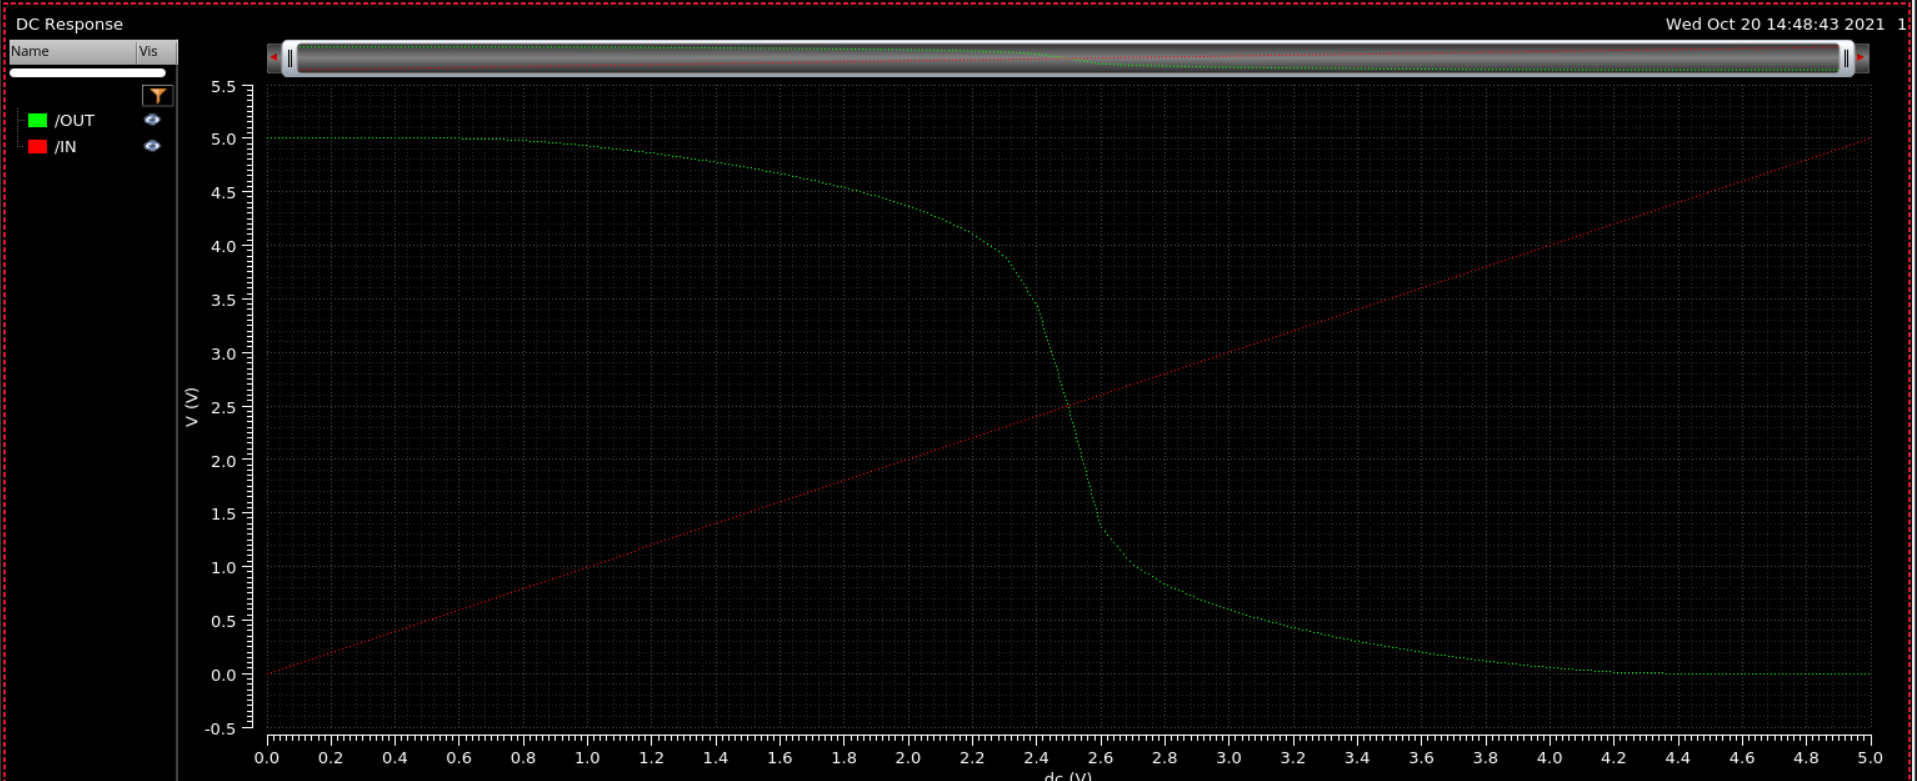 DC Response
Wed Oct 20 14:48:43 2021 1
Name Vis
/OUT
/IN
V (V)
5.5
5.0
4.5
4.0
3.5
3.0
2.5
2.0
1.5
1.0
0.5
0.0
-0.5
0.0 0.2 0.4 0.6 0.8 1.0 1.2 1.4 1.6 1.8 2.0 2.2 2.4 2.6 2.8 3.0 3.2 3.4 3.6 3.8 4.0 4.2 4.4 4.6 4.8 5.0
dc (V)